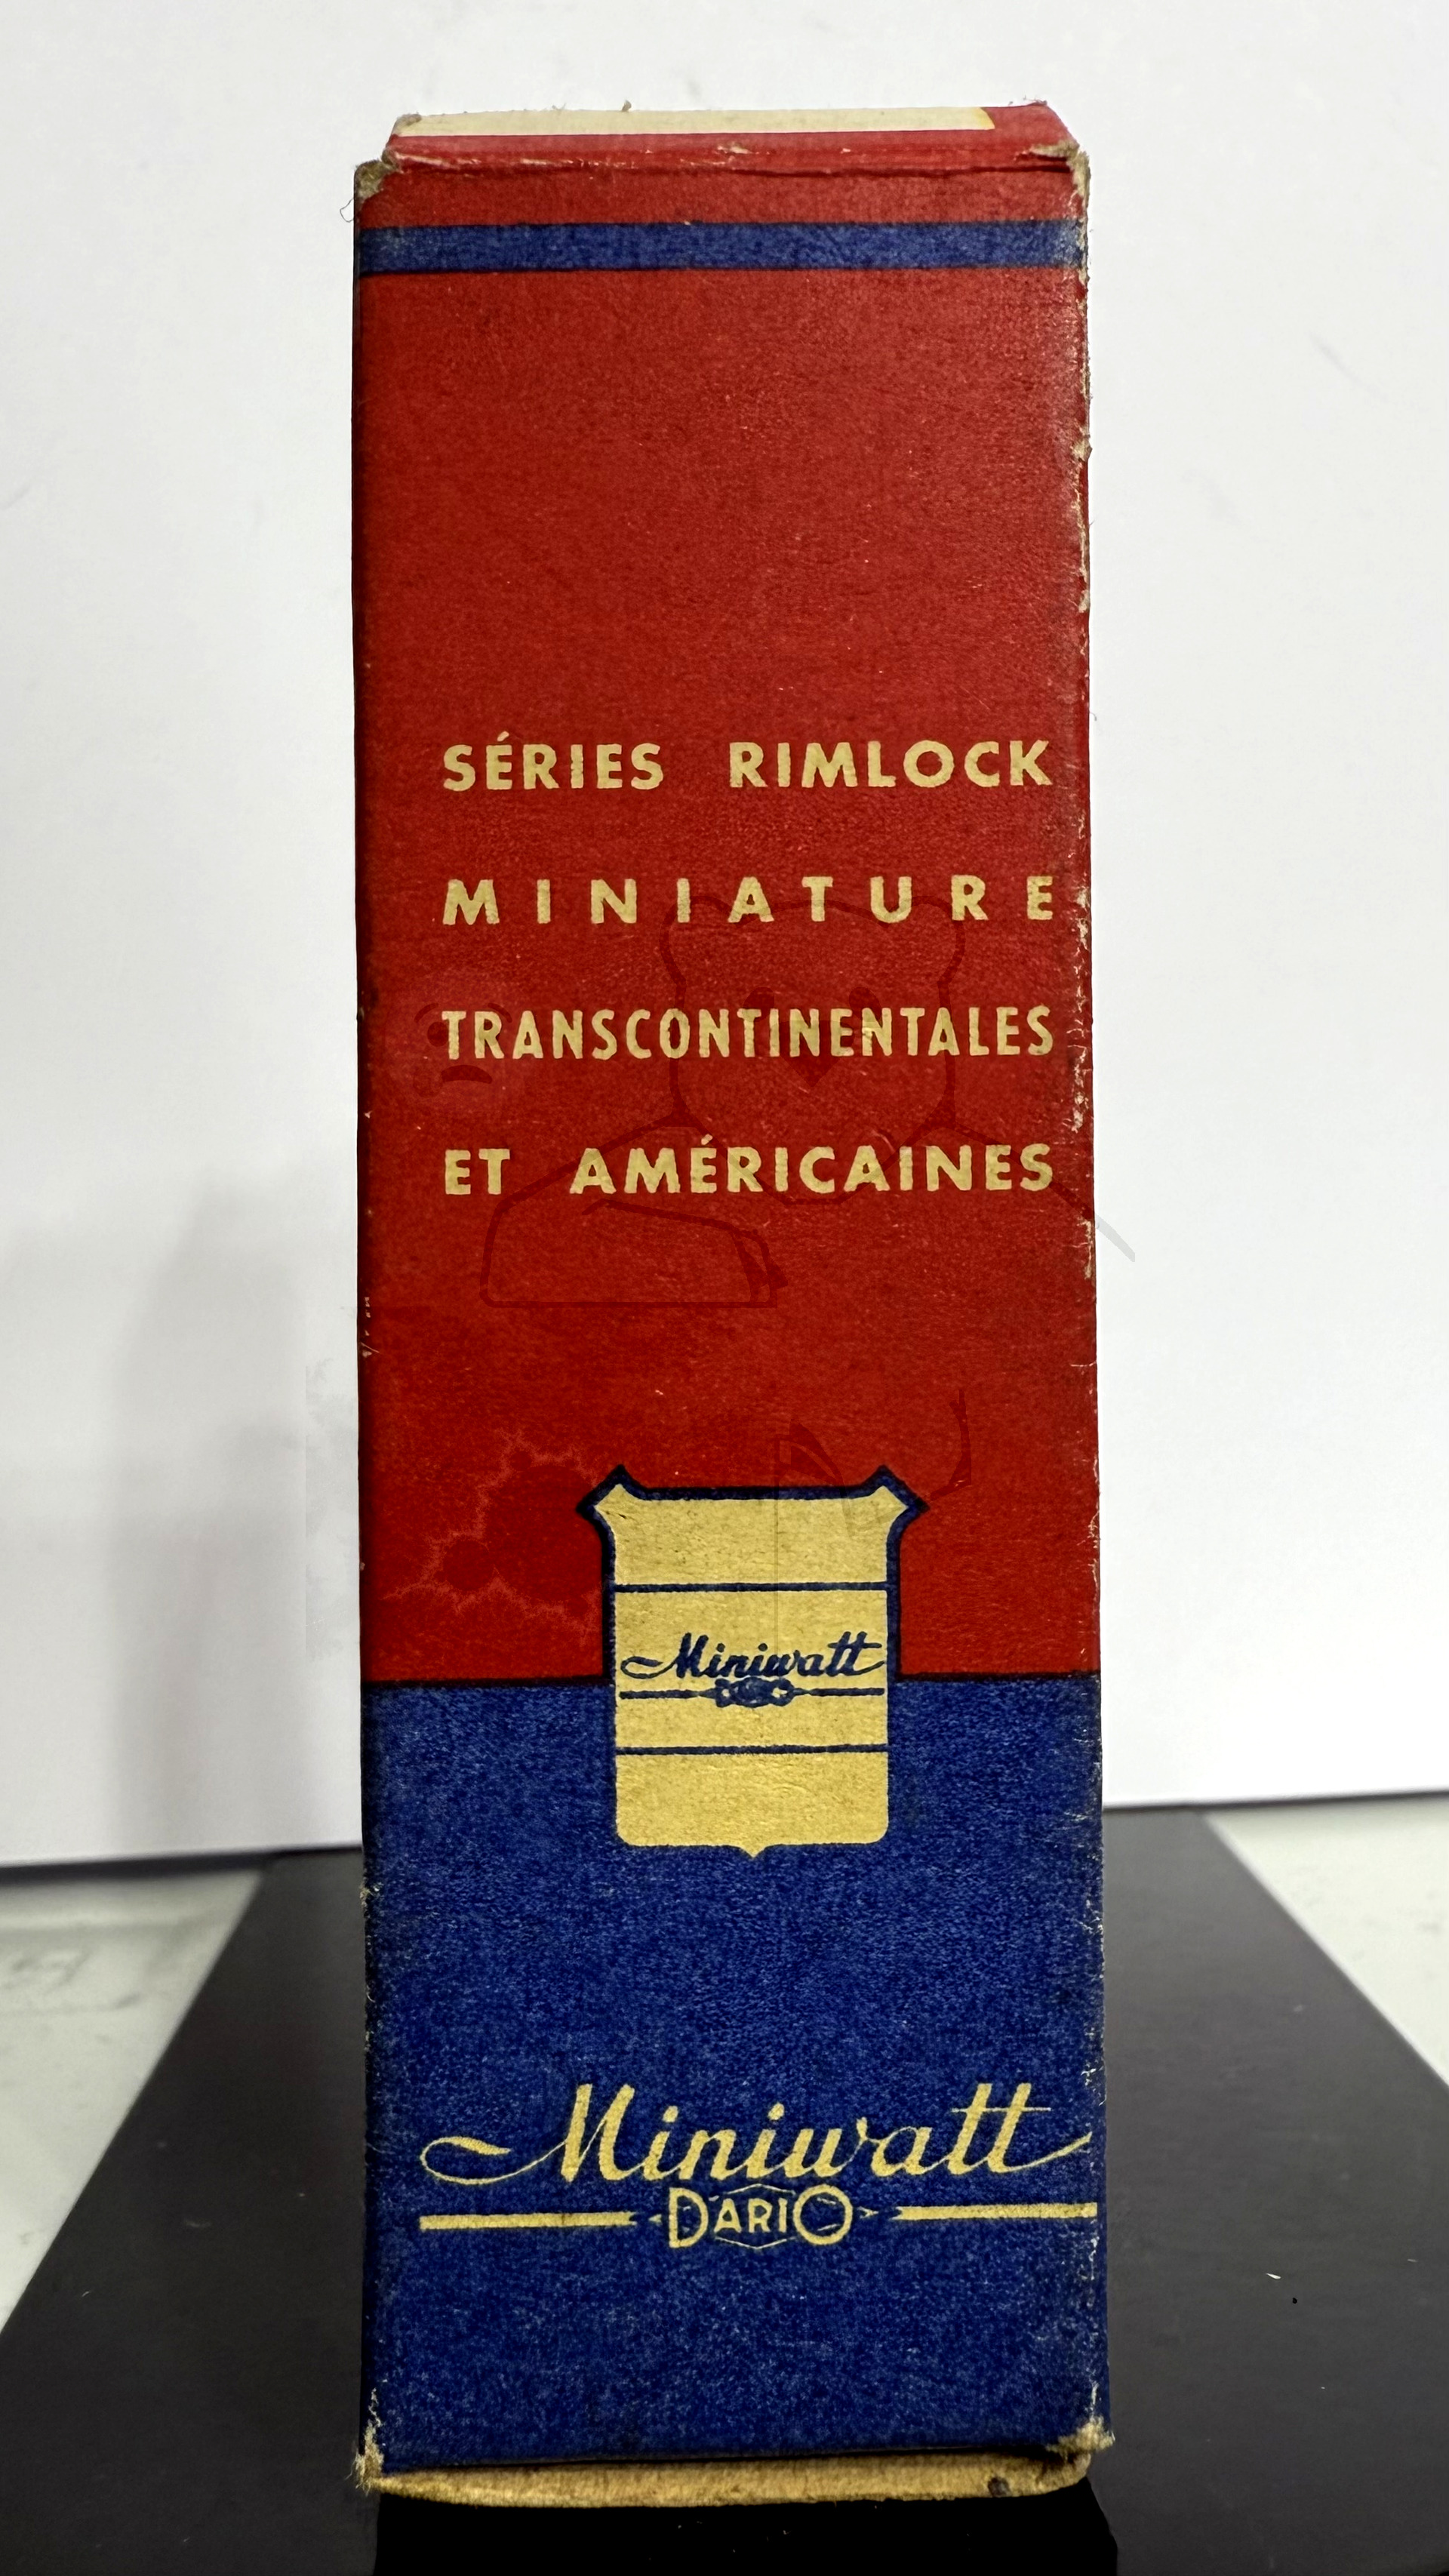 SÉRIES RIMLOCK
MINIATURE
TRANSCONTINENTALES
ET AMÉRICAINES
Miniwatt
Miniwatt
DARIO